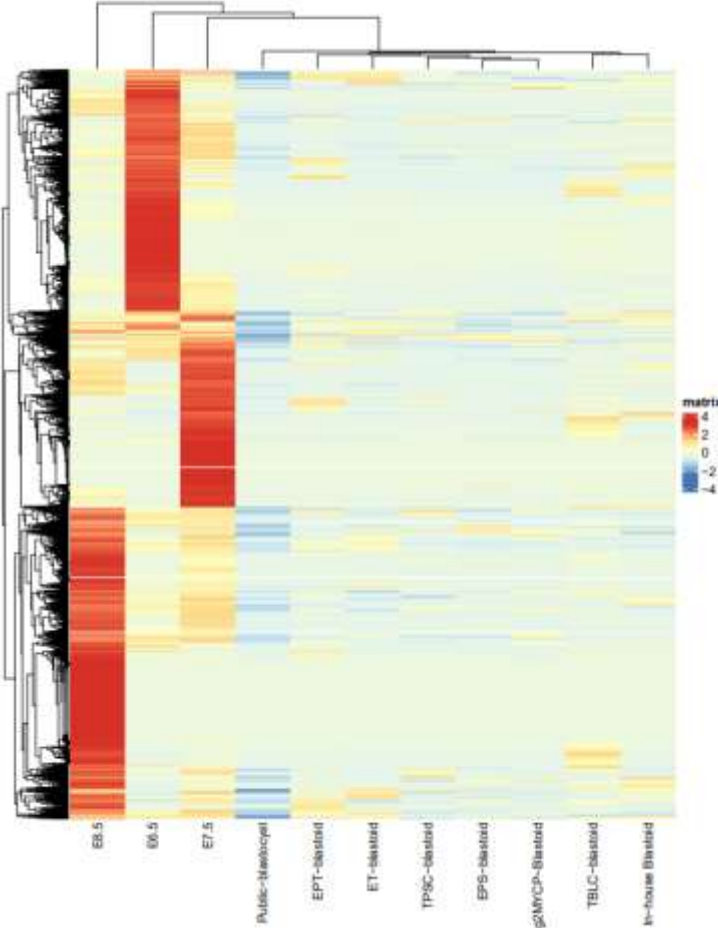 matrix
4
2
0
-2
-4
E8.5
E6.5
E7.5
Public-blastocyst
EPT-blastoid
ET-blastoid
TPSC-blastoid
EPS-blastoid
g2MYCP-Blastoid
TBLC-blastoid
In-house Blastoid